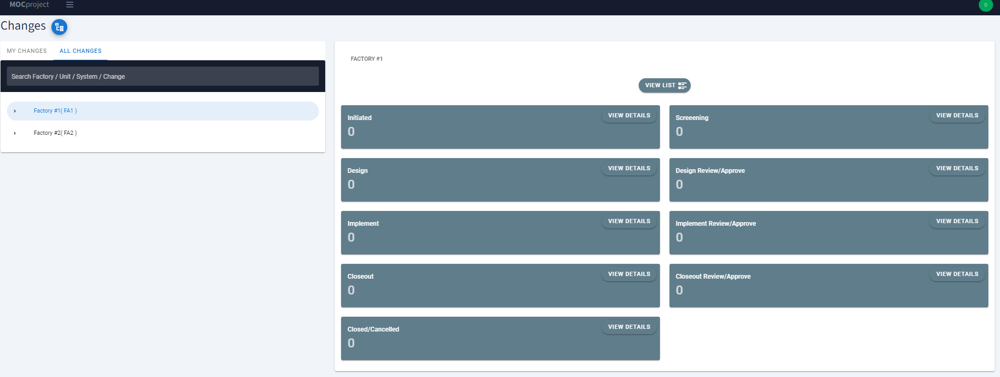 MOCproject
D
Changes
MY CHANGES ALL CHANGES
Search Factory / Unit / System / Change
Factory #1( FA1 )
Factory #2( FA2 )
FACTORY #1
VIEW LIST
Initiated VIEW DETAILS
0
Screeening VIEW DETAILS
0
Design VIEW DETAILS
0
Design Review/Approve VIEW DETAILS
0
Implement VIEW DETAILS
0
Implement Review/Approve VIEW DETAILS
0
Closeout VIEW DETAILS
0
Closeout Review/Approve VIEW DETAILS
0
Closed/Cancelled VIEW DETAILS
0